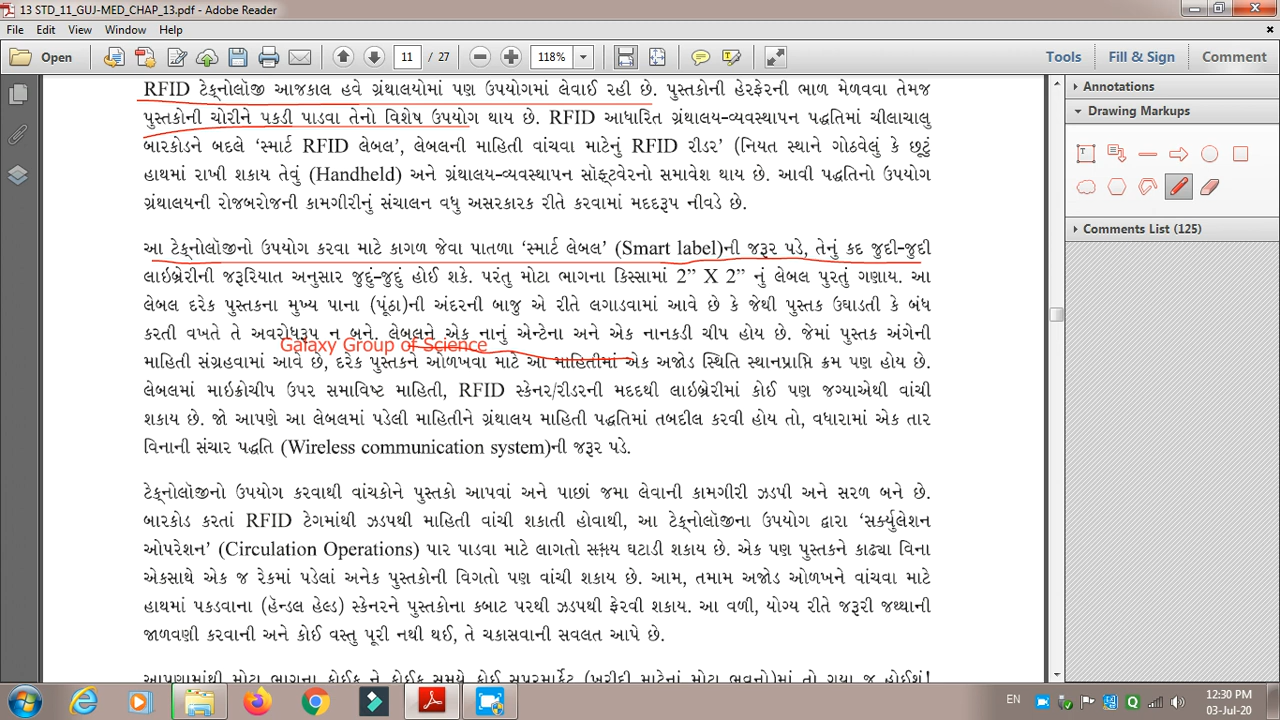 13 STD_11_GUJ-MED_CHAP_13.pdf - Adobe Reader
File Edit View Window Help
Open 11 / 27 118% Tools Fill & Sign Comment
Annotations
Drawing Markups
Comments List (125)
RFID ટેક્નોલૉજી આજકાલ હવે ગ્રંથાલયોમાં પણ ઉપયોગમાં લેવાઈ રહી છે. પુસ્તકોની હેરફેરની ભાળ મેળવવા તેમજ
પુસ્તકોની ચોરીને પકડી પાડવા તેનો વિશેષ ઉપયોગ થાય છે. RFID આધારિત ગ્રંથાલય-વ્યવસ્થાપન પદ્ધતિમાં ચીલાચાલુ
બારકોડને બદલે ‘સ્માર્ટ RFID લેબલ’, લેબલની માહિતી વાંચવા માટેનું RFID રીડર’ (નિયત સ્થાને ગોઠવેલું કે છૂટું
હાથમાં રાખી શકાય તેવું (Handheld) અને ગ્રંથાલય-વ્યવસ્થાપન સૉફ્ટવેરનો સમાવેશ થાય છે. આવી પદ્ધતિનો ઉપયોગ
ગ્રંથાલયની રોજબરોજની કામગીરીનું સંચાલન વધુ અસરકારક રીતે કરવામાં મદદરૂપ નીવડે છે.
આ ટેક્નોલૉજીનો ઉપયોગ કરવા માટે કાગળ જેવા પાતળા ‘સ્માર્ટ લેબલ’ (Smart label)ની જરૂર પડે, તેનું કદ જુદી-જુદી
લાઇબ્રેરીની જરૂરિયાત અનુસાર જુદું-જુદું હોઈ શકે. પરંતુ મોટા ભાગના કિસ્સામાં 2” X 2” નું લેબલ પુરતું ગણાય. આ
લેબલ દરેક પુસ્તકના મુખ્ય પાના (પૂંઠા)ની અંદરની બાજુ એ રીતે લગાડવામાં આવે છે કે જેથી પુસ્તક ઉઘાડતી કે બંધ
કરતી વખતે તે અવરોધરૂપ ન બને. લેબલને એક નાનું એન્ટેના અને એક નાનકડી ચીપ હોય છે. જેમાં પુસ્તક અંગેની
Galaxy Group of Science
માહિતી સંગ્રહવામાં આવે છે, દરેક પુસ્તકને ઓળખવા માટે આ માહિતીમાં એક અજોડ સ્થિતિ સ્થાનપ્રાપ્તિ ક્રમ પણ હોય છે.
લેબલમાં માઇક્રોચીપ ઉપર સમાવિષ્ટ માહિતી, RFID સ્કેનર/રીડરની મદદથી લાઇબ્રેરીમાં કોઈ પણ જગ્યાએથી વાંચી
શકાય છે. જો આપણે આ લેબલમાં પડેલી માહિતીને ગ્રંથાલય માહિતી પદ્ધતિમાં તબદીલ કરવી હોય તો, વધારામાં એક તાર
વિનાની સંચાર પદ્ધતિ (Wireless communication system)ની જરૂર પડે.
ટેક્નોલૉજીનો ઉપયોગ કરવાથી વાંચકોને પુસ્તકો આપવાં અને પાછાં જમા લેવાની કામગીરી ઝડપી અને સરળ બને છે.
બારકોડ કરતાં RFID ટેગમાંથી ઝડપથી માહિતી વાંચી શકાતી હોવાથી, આ ટેક્નોલૉજીના ઉપયોગ દ્વારા ‘સર્ક્યુલેશન
ઓપરેશન’ (Circulation Operations) પાર પાડવા માટે લાગતો સમય ઘટાડી શકાય છે. એક પણ પુસ્તકને કાઢ્યા વિના
એકસાથે એક જ રેકમાં પડેલાં અનેક પુસ્તકોની વિગતો પણ વાંચી શકાય છે. આમ, તમામ અજોડ ઓળખને વાંચવા માટે
હાથમાં પકડવાના (હૅન્ડલ હેલ્ડ) સ્કેનરને પુસ્તકોના કબાટ પરથી ઝડપથી ફેરવી શકાય. આ વળી, યોગ્ય રીતે જરૂરી જથ્થાની
જાળવણી કરવાની અને કોઈ વસ્તુ પૂરી નથી થઈ, તે ચકાસવાની સવલત આપે છે.
આપણામાંથી મોટા ભાગના કોઈક ને કોઈક સમયે કોઈ સુપરમાર્કેટ (ખરીદી માટેનાં મોટા ભવનો)માં તો ગયા જ હોઈશું!
EN 12:30 PM
03-Jul-20